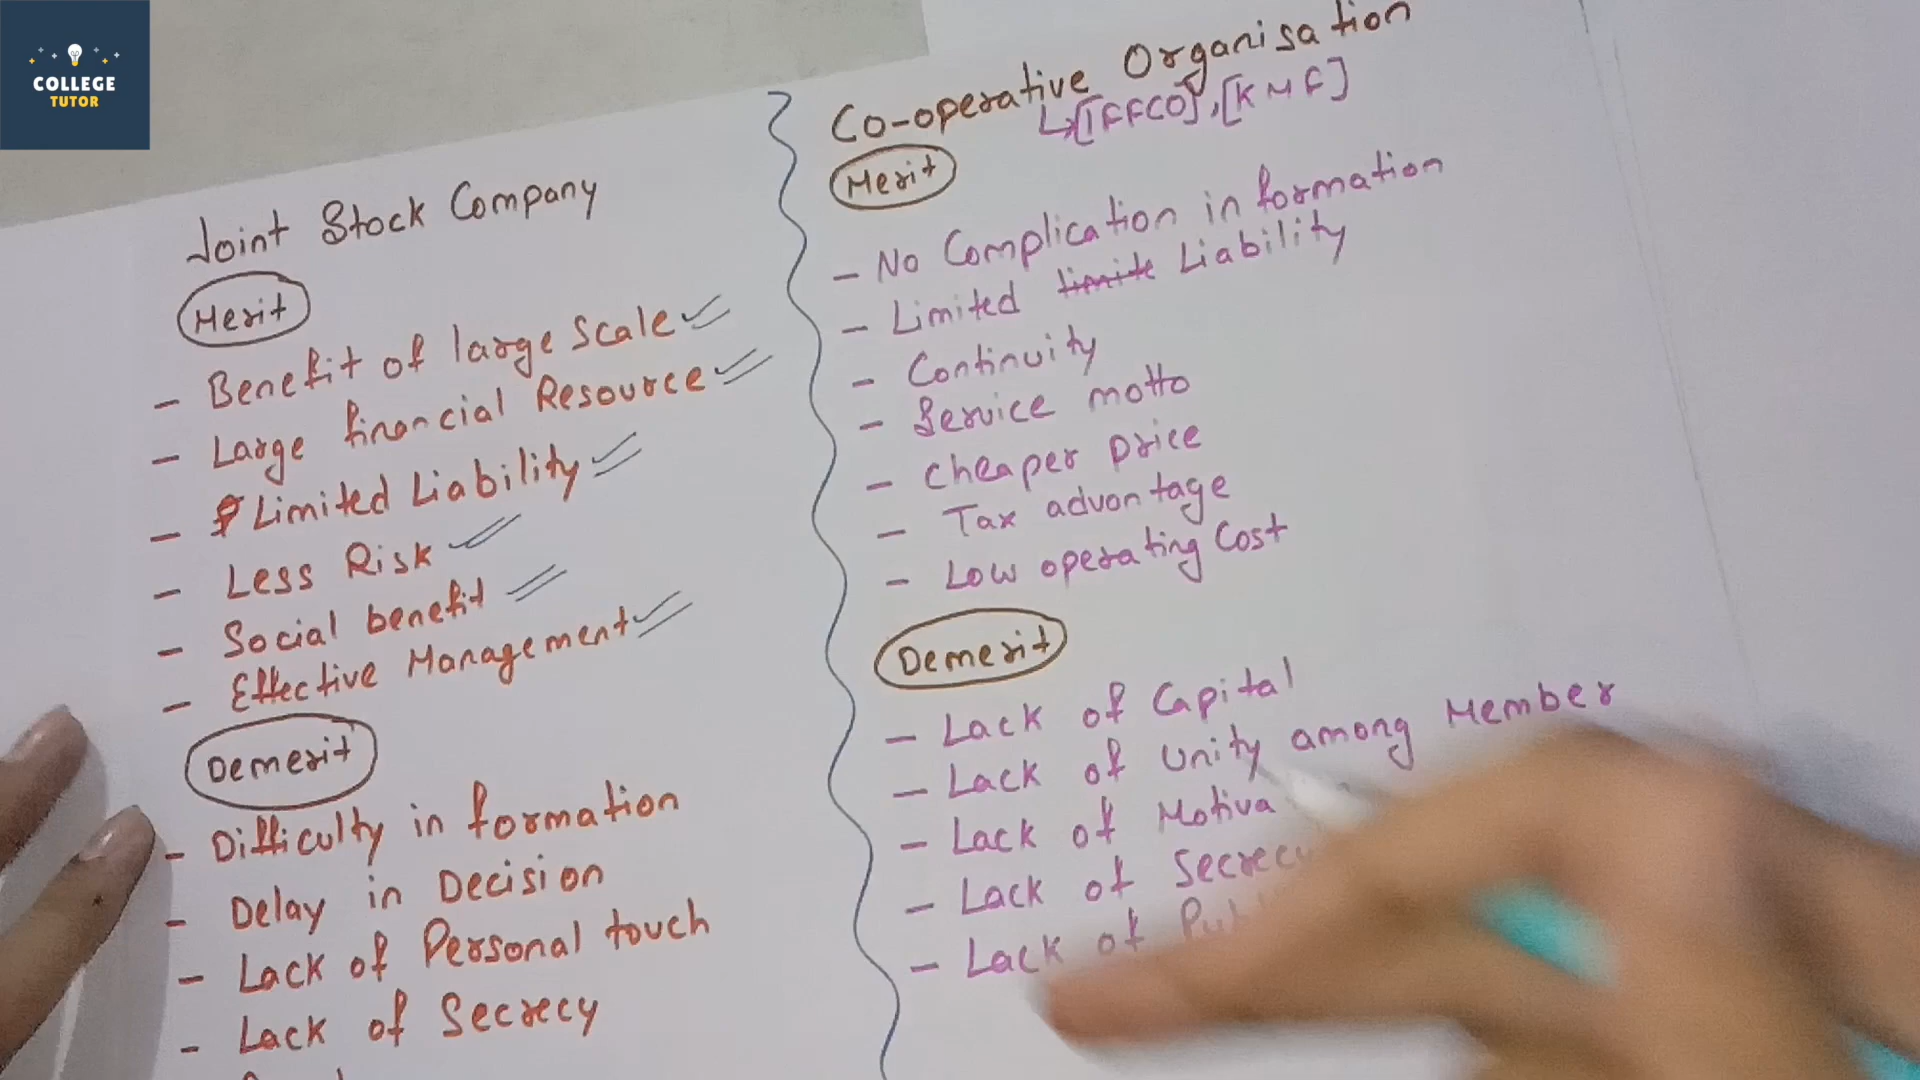 COLLEGE
TUTOR
Joint Stock Company
Merit
- Benefit of large Scale
- Large financial Resource
- Limited Liability
- Less Risk
- Social benefit
- Effective Management
Demerit
- Difficulty in formation
- Delay in Decision
- Lack of Personal touch
- Lack of Secrecy
Co-operative Organisation
[IFFCO], [KMF]
Merit
- No Complication in formation
- Limited limite Liability
- Continuity
- Service motto
- Cheaper price
- Tax advantage
- Low operating Cost
Demerit
- Lack of Capital
- Lack of Unity among Member
- Lack of Motiva
- Lack of Secrecy
- Lack of